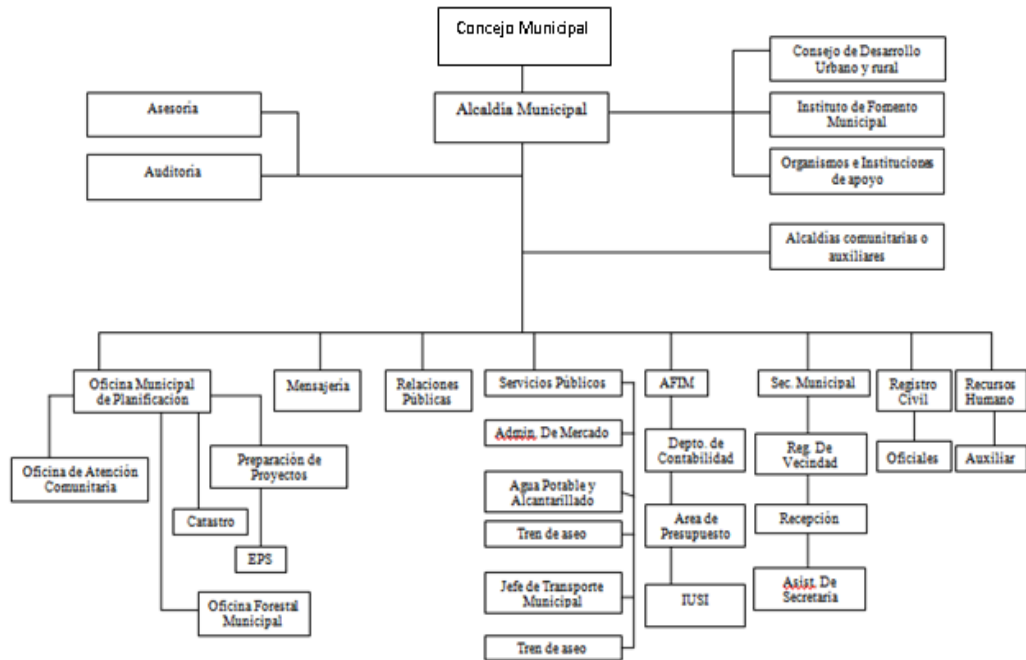 Concejo Municipal
Consejo de Desarrollo
Urbano y rural
Asesoria
Alcaldía Municipal
Instituto de Fomento
Municipal
Auditoria
Organismos e Instituciones
de apoyo
Alcaldías comunitarias o
auxiliares
Oficina Municipal
de Planificación
Mensajería
Relaciones
Públicas
Servicios Públicos
AFIM
Sec. Municipal
Registro
Civil
Recursos
Humano
Admin. De Mercado
Depto. de
Contabilidad
Reg. De
Vecindad
Oficiales
Auxiliar
Oficina de Atención
Comunitaria
Preparación de
Proyectos
Agua Potable y
Alcantarillado
Catastro
Tren de aseo
Area de
Presupuesto
Recepción
EPS
Oficina Forestal
Municipal
Jefe de Transporte
Municipal
IUSI
Asist. De
Secretaria
Tren de aseo